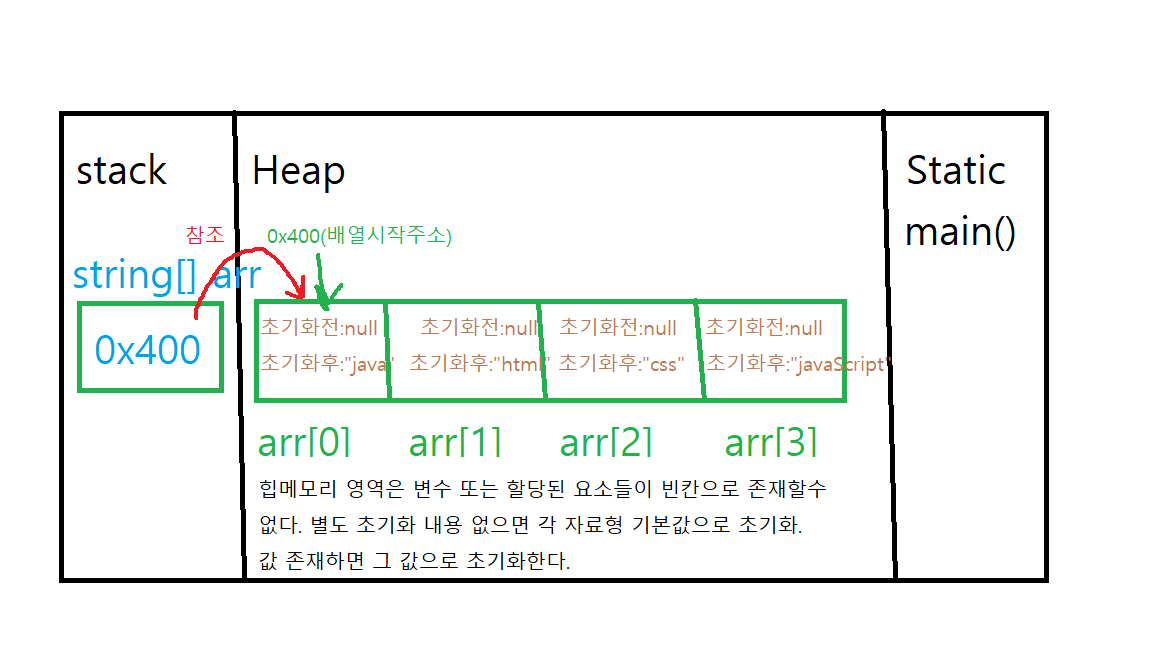 stack
Heap
Static
main()
참조
0x400(배열시작주소)
string[] arr
0x400
초기화전:null
초기화후:"java"
초기화전:null
초기화후:"html"
초기화전:null
초기화후:"css"
초기화전:null
초기화후:"javaScript"
arr[0]
arr[1]
arr[2]
arr[3]
힙메모리 영역은 변수 또는 할당된 요소들이 빈칸으로 존재할수
없다. 별도 초기화 내용 없으면 각 자료형 기본값으로 초기화.
값 존재하면 그 값으로 초기화한다.